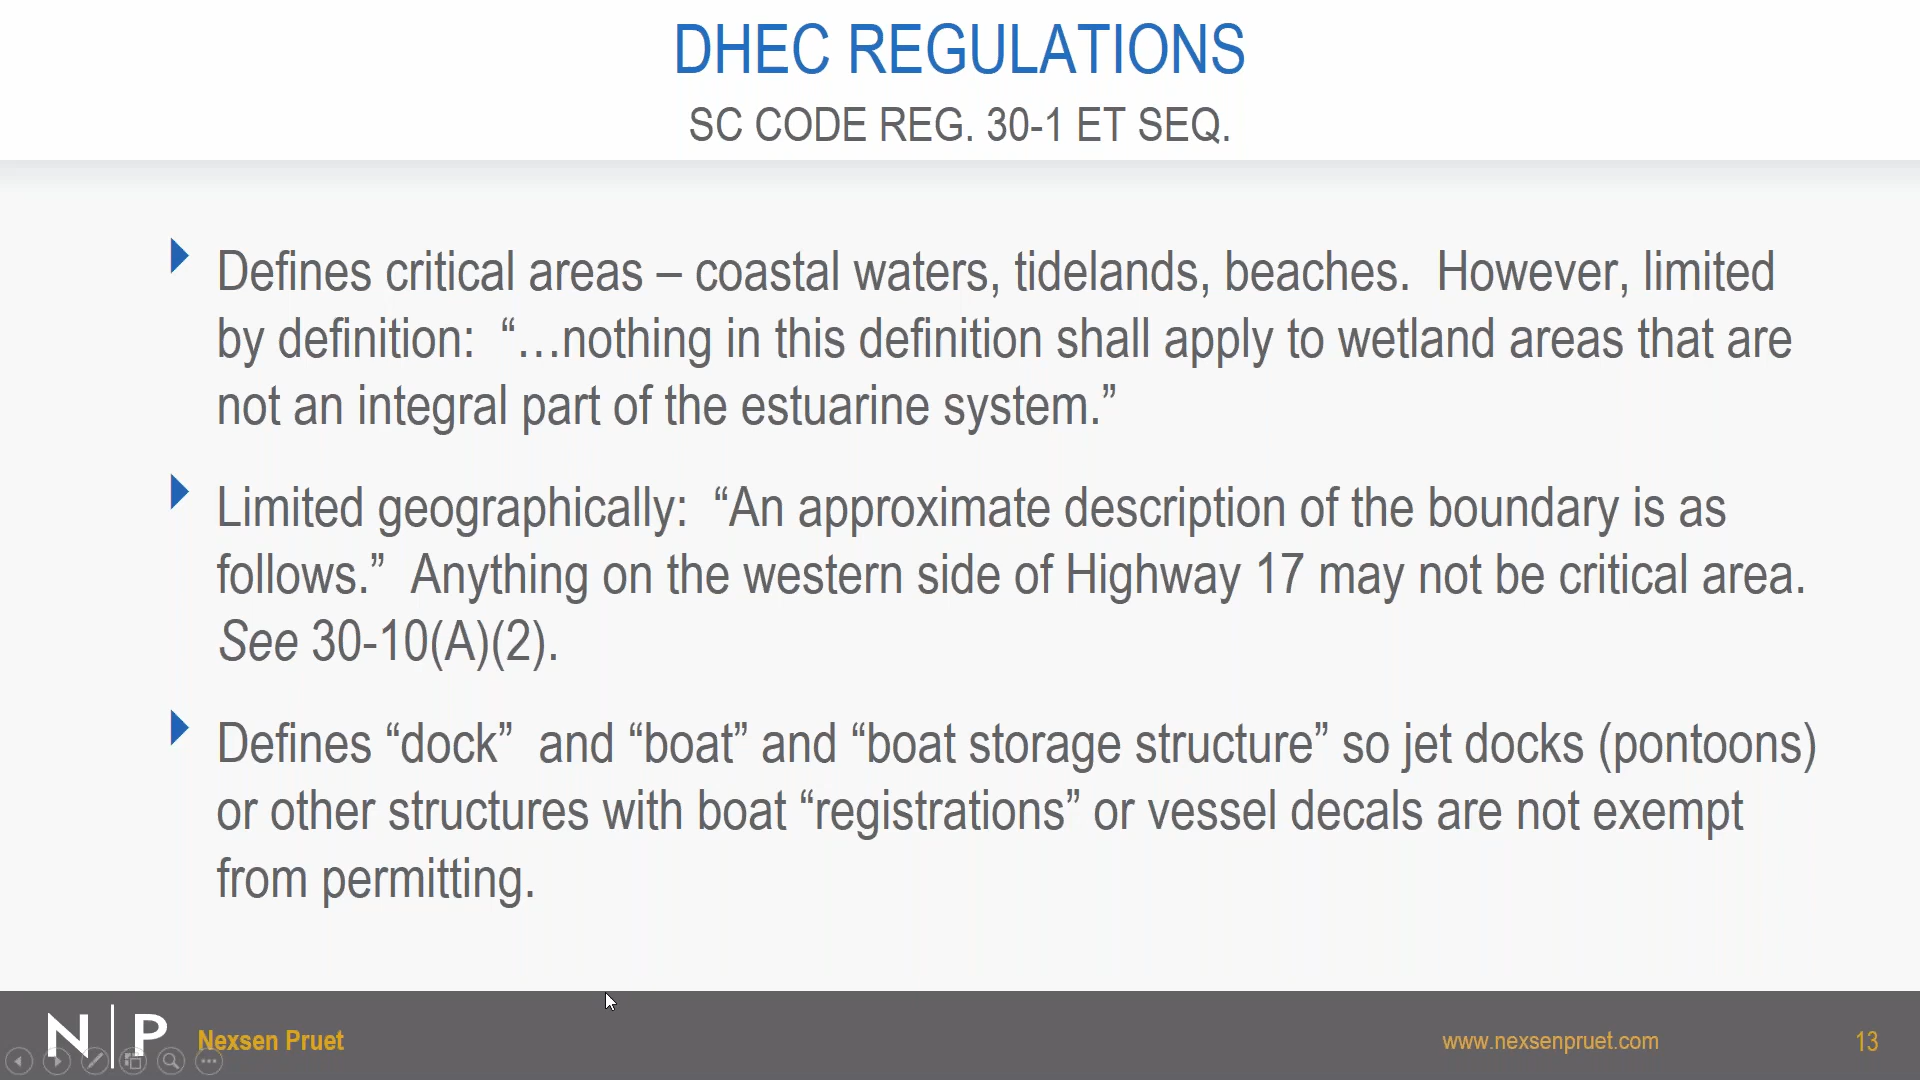 DHEC REGULATIONS
SC CODE REG. 30-1 ET SEQ.
Defines critical areas – coastal waters, tidelands, beaches.  However, limited
by definition:  “…nothing in this definition shall apply to wetland areas that are
not an integral part of the estuarine system.”
Limited geographically:  “An approximate description of the boundary is as
follows.”  Anything on the western side of Highway 17 may not be critical area.
See 30-10(A)(2).
Defines “dock”  and “boat” and “boat storage structure” so jet docks (pontoons)
or other structures with boat “registrations” or vessel decals are not exempt
from permitting.
N|P
Nexsen Pruet
www.nexsenpruet.com
13